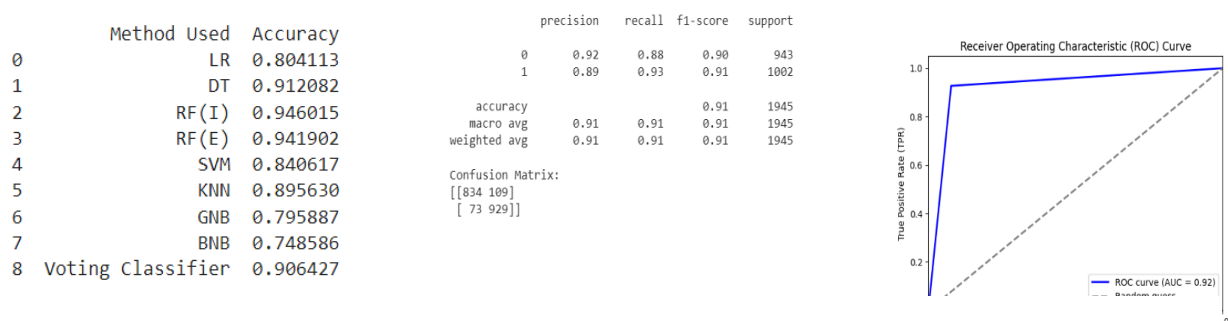 Method Used Accuracy
0 LR 0.804113
1 DT 0.912082
2 RF(I) 0.946015
3 RF(E) 0.941902
4 SVM 0.840617
5 KNN 0.895630
6 GNB 0.795887
7 BNB 0.748586
8 Voting Classifier 0.906427
precision recall f1-score support
0 0.92 0.88 0.90 943
1 0.89 0.93 0.91 1002
accuracy 0.91 1945
macro avg 0.91 0.91 0.91 1945
weighted avg 0.91 0.91 0.91 1945
Confusion Matrix:
[[834 109]
[ 73 929]]
Receiver Operating Characteristic (ROC) Curve
True Positive Rate (TPR)
1.0
0.8
0.6
0.4
0.2
ROC curve (AUC = 0.92)
Random guess